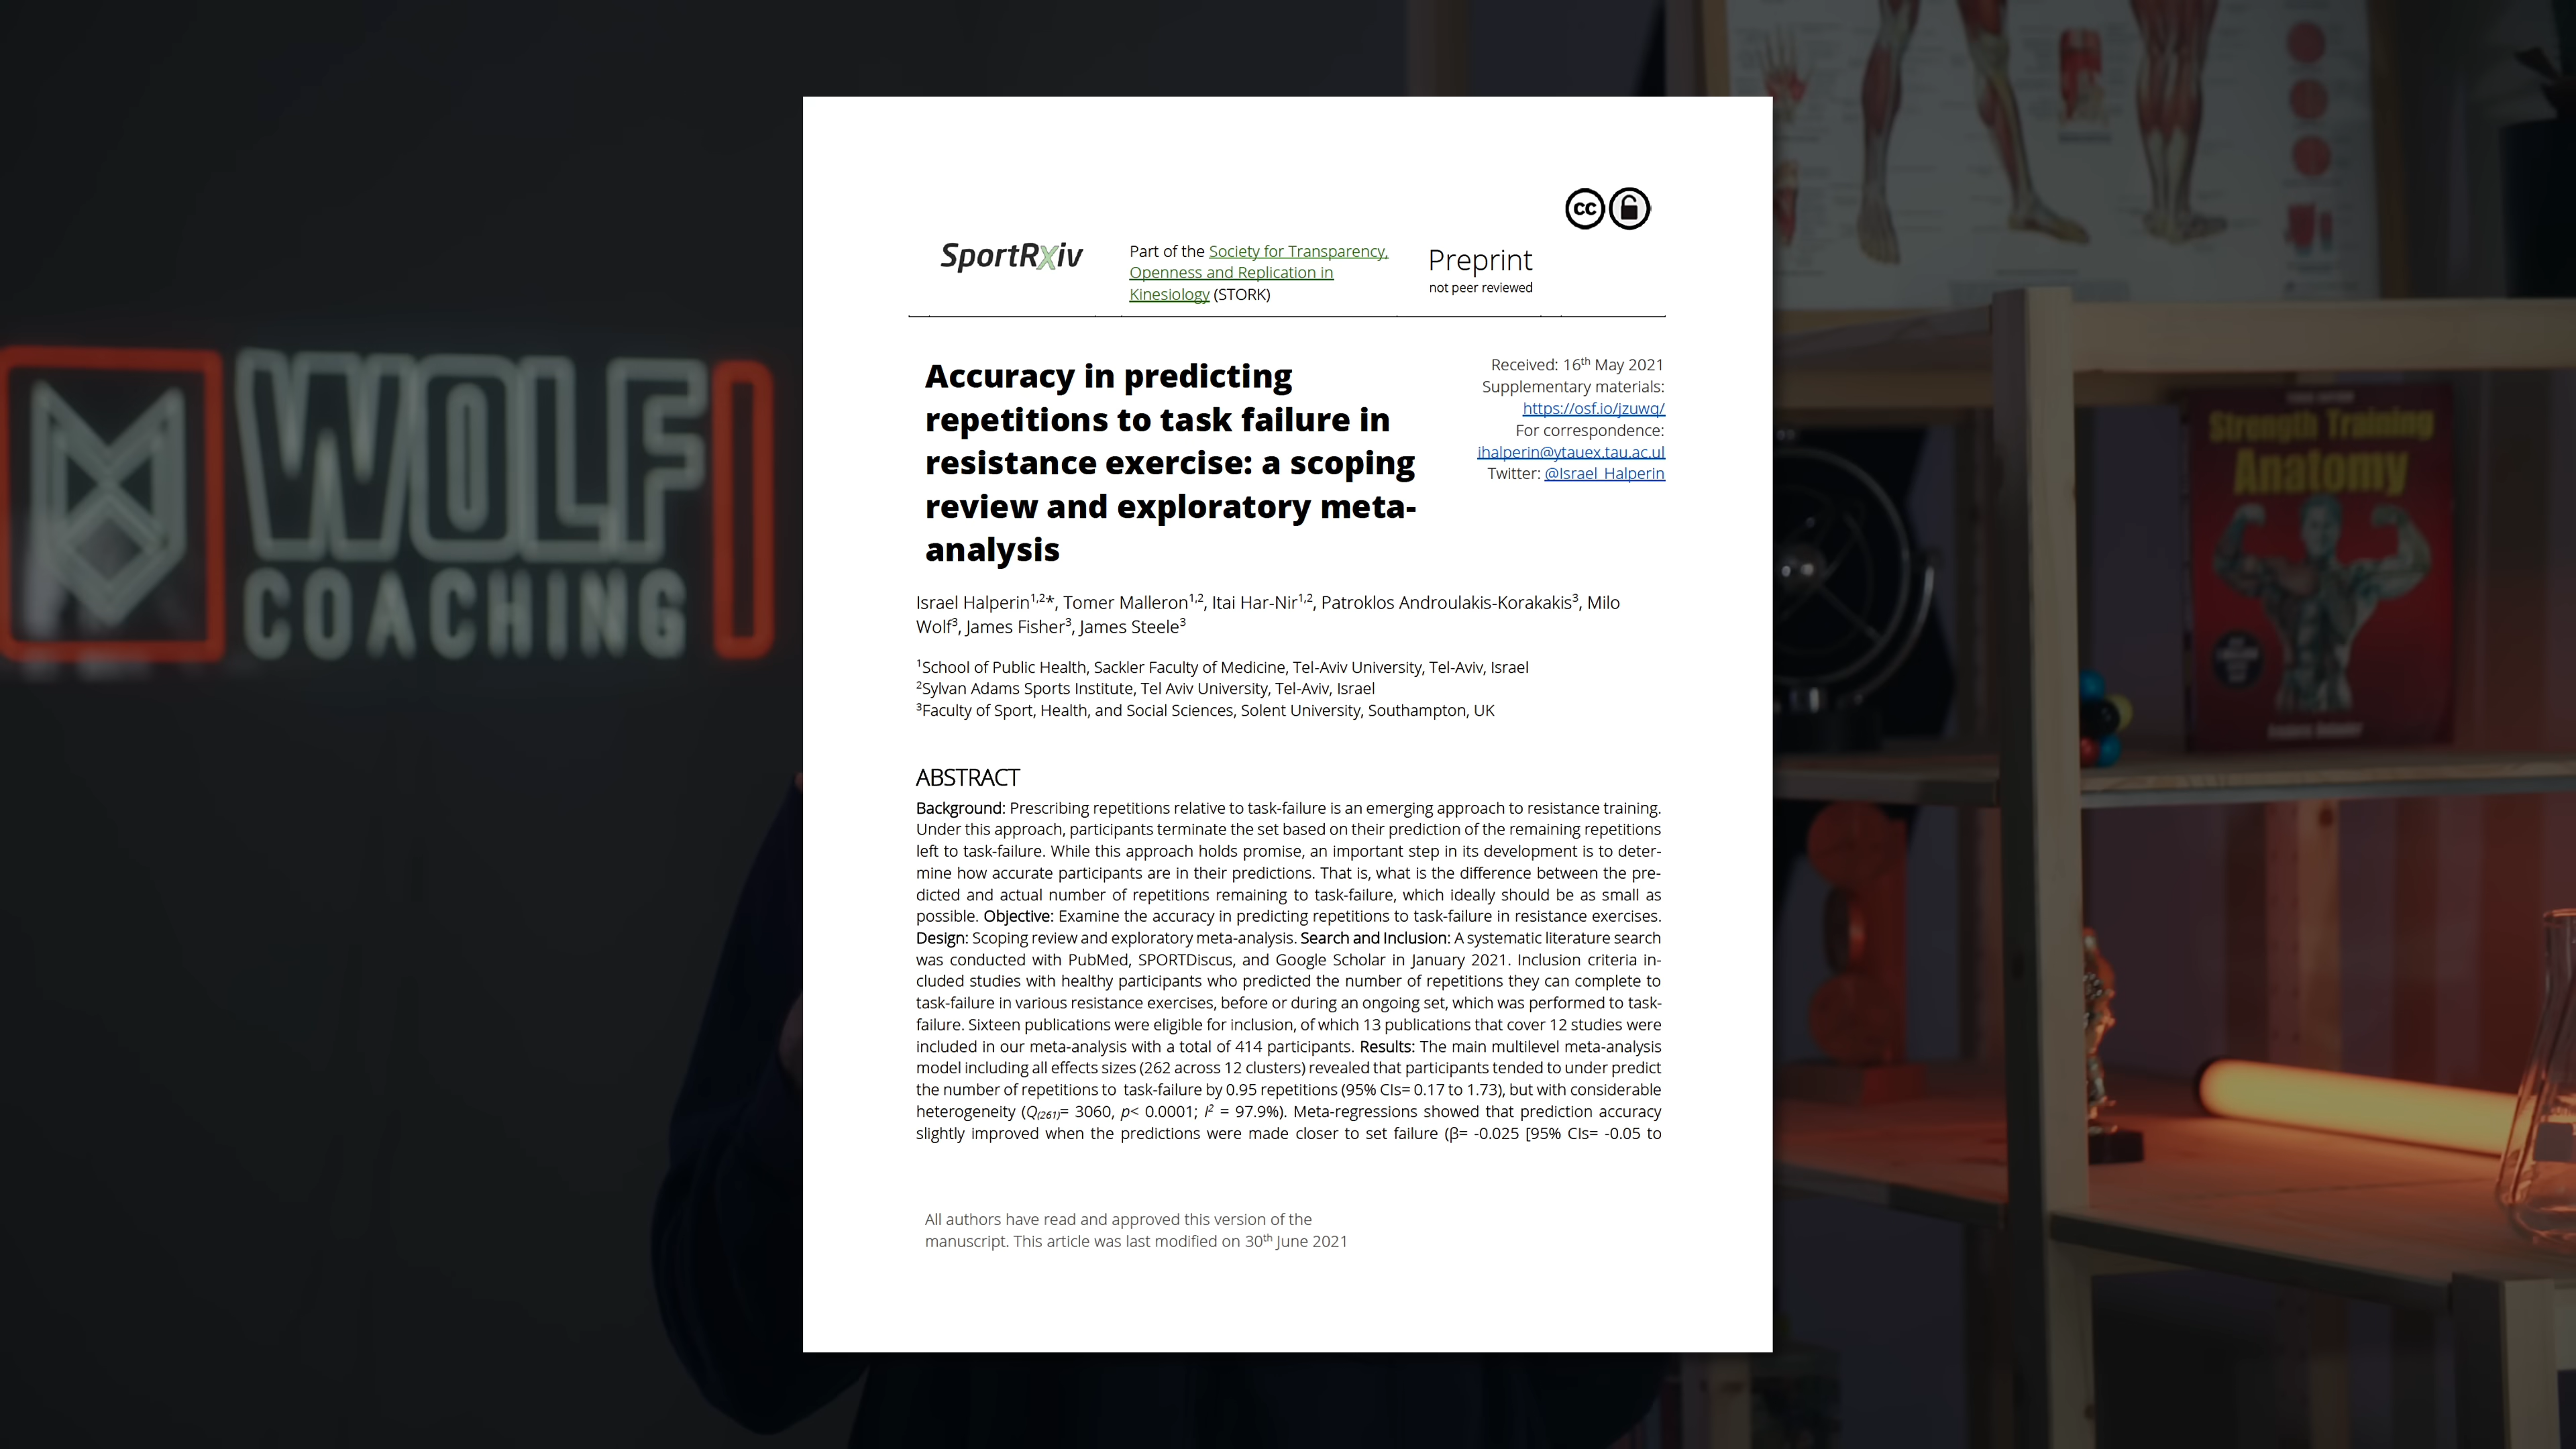 WOLF
COACHING
Strength Training
Anatomy
cc
SportRxiv
Part of the Society for Transparency,
Openness and Replication in
Kinesiology (STORK)
Preprint
not peer reviewed
Accuracy in predicting
repetitions to task failure in
resistance exercise: a scoping
review and exploratory meta-
analysis
Received: 16th May 2021
Supplementary materials:
https://osf.io/jzuwq/
For correspondence:
ihalperin@ytauex.tau.ac.ul
Twitter: @Israel_Halperin
Israel Halperin1,2*, Tomer Malleron1,2, Itai Har-Nir1,2, Patroklos Androulakis-Korakakis3, Milo
Wolf3, James Fisher3, James Steele3
1School of Public Health, Sackler Faculty of Medicine, Tel-Aviv University, Tel-Aviv, Israel
2Sylvan Adams Sports Institute, Tel Aviv University, Tel-Aviv, Israel
3Faculty of Sport, Health, and Social Sciences, Solent University, Southampton, UK
ABSTRACT
Background: Prescribing repetitions relative to task-failure is an emerging approach to resistance training.
Under this approach, participants terminate the set based on their prediction of the remaining repetitions
left to task-failure. While this approach holds promise, an important step in its development is to deter-
mine how accurate participants are in their predictions. That is, what is the difference between the pre-
dicted and actual number of repetitions remaining to task-failure, which ideally should be as small as
possible. Objective: Examine the accuracy in predicting repetitions to task-failure in resistance exercises.
Design: Scoping review and exploratory meta-analysis. Search and Inclusion: A systematic literature search
was conducted with PubMed, SPORTDiscus, and Google Scholar in January 2021. Inclusion criteria in-
cluded studies with healthy participants who predicted the number of repetitions they can complete to
task-failure in various resistance exercises, before or during an ongoing set, which was performed to task-
failure. Sixteen publications were eligible for inclusion, of which 13 publications that cover 12 studies were
included in our meta-analysis with a total of 414 participants. Results: The main multilevel meta-analysis
model including all effects sizes (262 across 12 clusters) revealed that participants tended to under predict
the number of repetitions to task-failure by 0.95 repetitions (95% CIs= 0.17 to 1.73), but with considerable
heterogeneity (Q(261)= 3060, p< 0.0001; I2 = 97.9%). Meta-regressions showed that prediction accuracy
slightly improved when the predictions were made closer to set failure (β= -0.025 [95% CIs= -0.05 to
All authors have read and approved this version of the
manuscript. This article was last modified on 30th June 2021